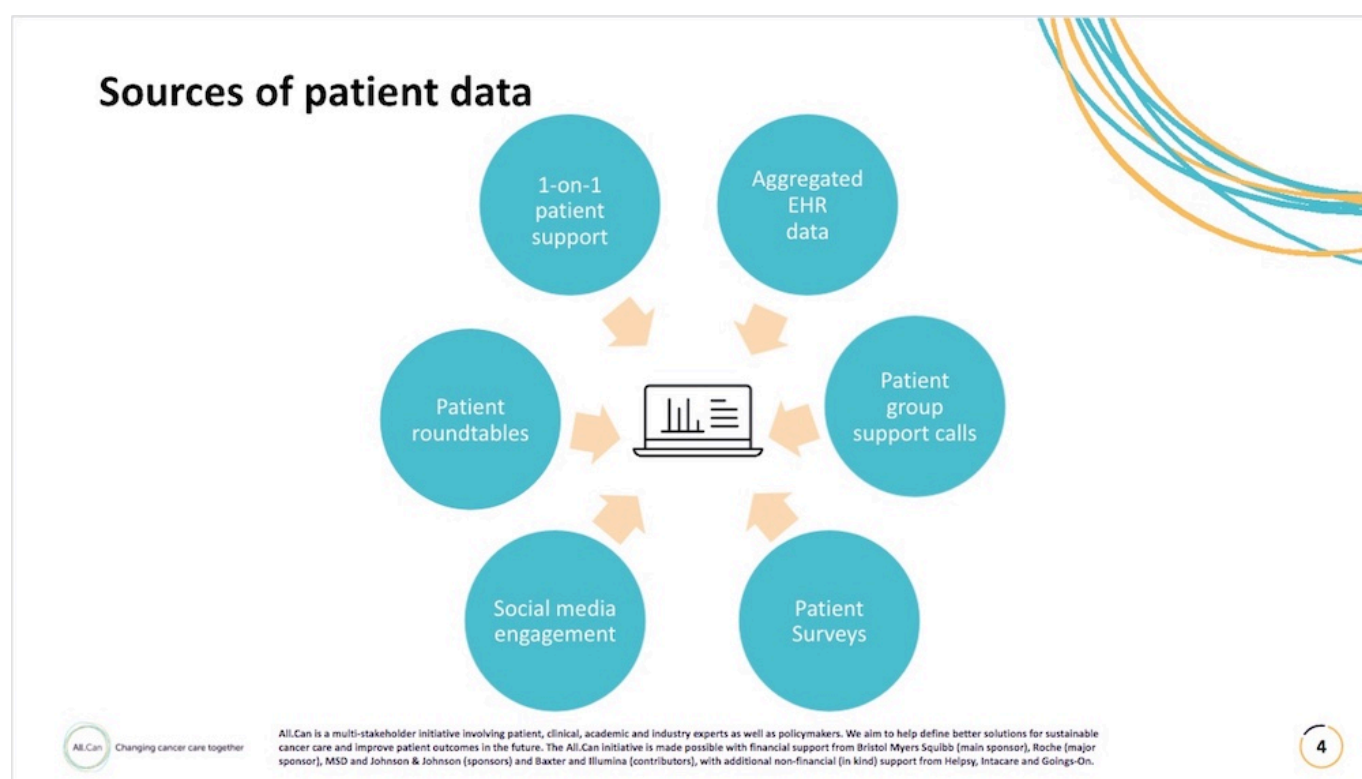 Sources of patient data
1-on-1
patient
support
Aggregated
EHR
data
Patient
roundtables
Patient
group
support calls
Social media
engagement
Patient
Surveys
All.Can
Changing cancer care together
All.Can is a multi-stakeholder initiative involving patient, clinical, academic and industry experts as well as policymakers. We aim to help define better solutions for sustainable
cancer care and improve patient outcomes in the future. The All.Can initiative is made possible with financial support from Bristol Myers Squibb (main sponsor), Roche (major
sponsor), MSD and Johnson & Johnson (sponsors) and Baxter and Illumina (contributors), with additional non-financial (in kind) support from Helpsy, Intacare and Goings-On.
4